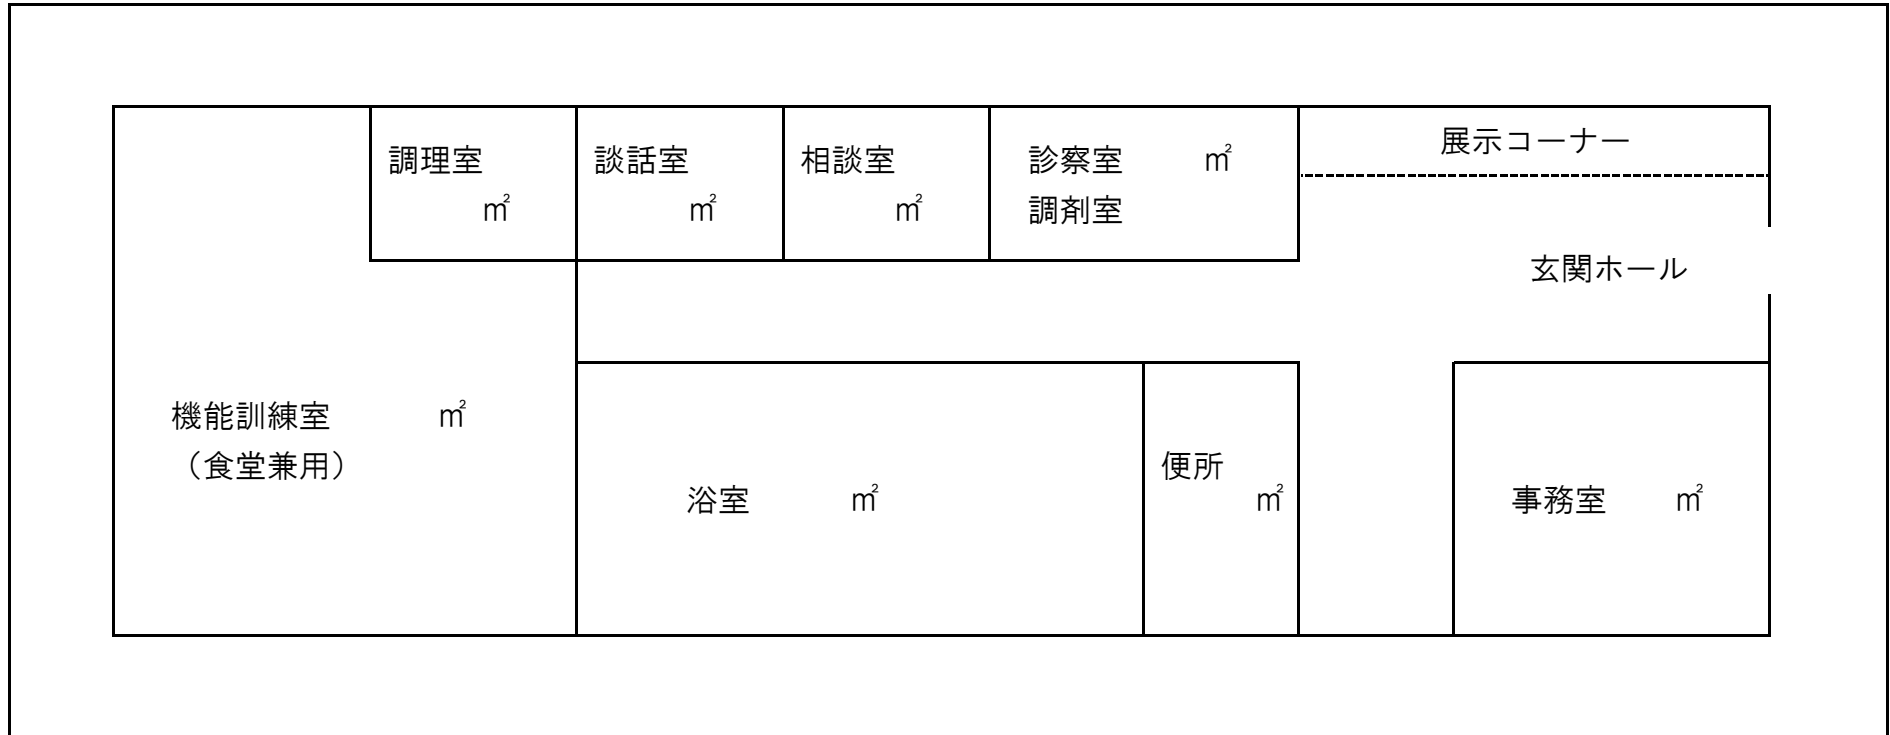 調理室
㎡
談話室
㎡
相談室
㎡
診察室 ㎡
調剤室
展示コーナー
玄関ホール
機能訓練室 ㎡
（食堂兼用）
浴室 ㎡
便所
㎡
事務室 ㎡